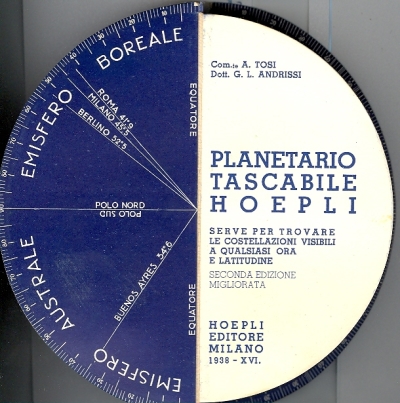 EMISFERO BOREALE
ROMA 41°9
MILANO 45°5
BERLINO 52°5
EQUATORE
POLO NORD
POLO SUD
BUENOS AYRES 34°6
EQUATORE
EMISFERO AUSTRALE
Com.te A. TOSI
Dott. G. L. ANDRISSI
PLANETARIO
TASCABILE
HOEPLI
SERVE PER TROVARE
LE COSTELLAZIONI VISIBILI
A QUALSIASI ORA
E LATITUDINE
SECONDA EDIZIONE
MIGLIORATA
HOEPLI
EDITORE
MILANO
1938 - XVI.